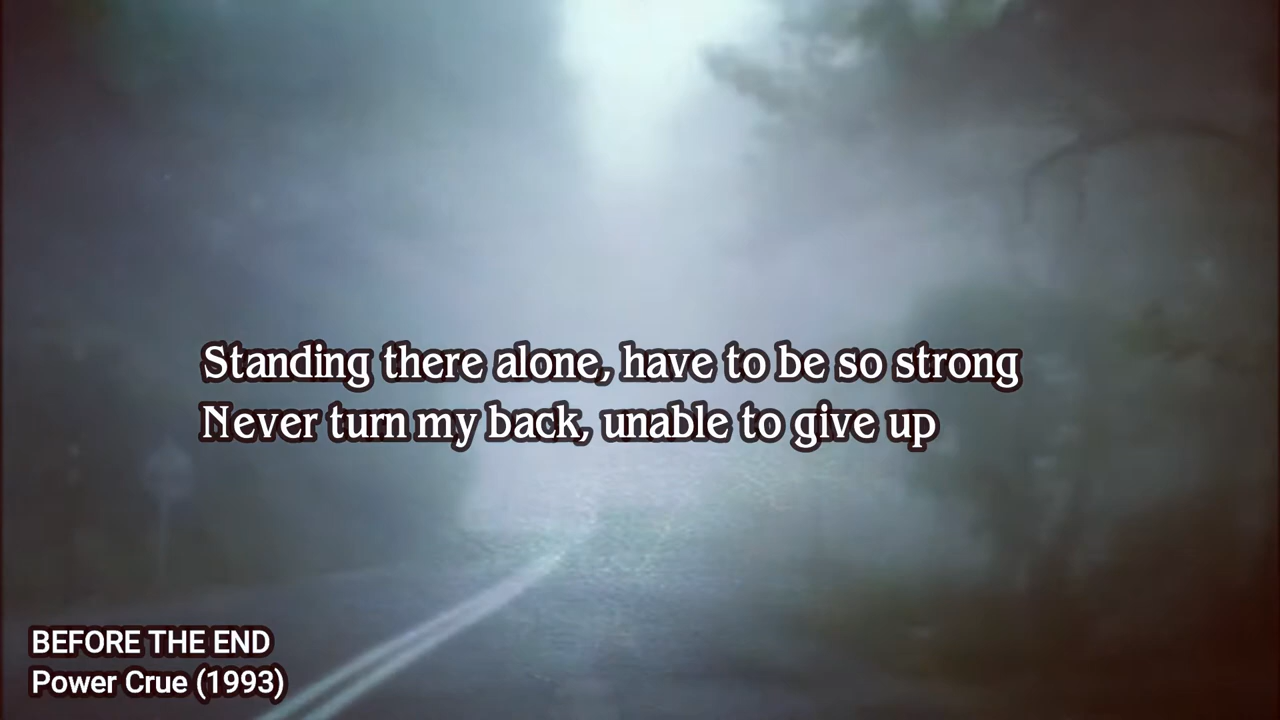 Standing there alone, have to be so strong
Never turn my back, unable to give up
BEFORE THE END
Power Crue (1993)